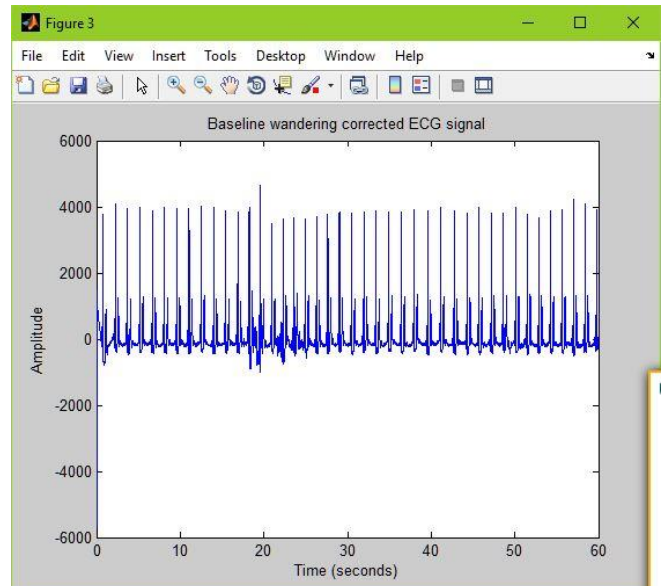 Figure 3
File Edit View Insert Tools Desktop Window Help
Baseline wandering corrected ECG signal
6000
4000
2000
0
-2000
-4000
-6000
Amplitude
0 10 20 30 40 50 60
Time (seconds)